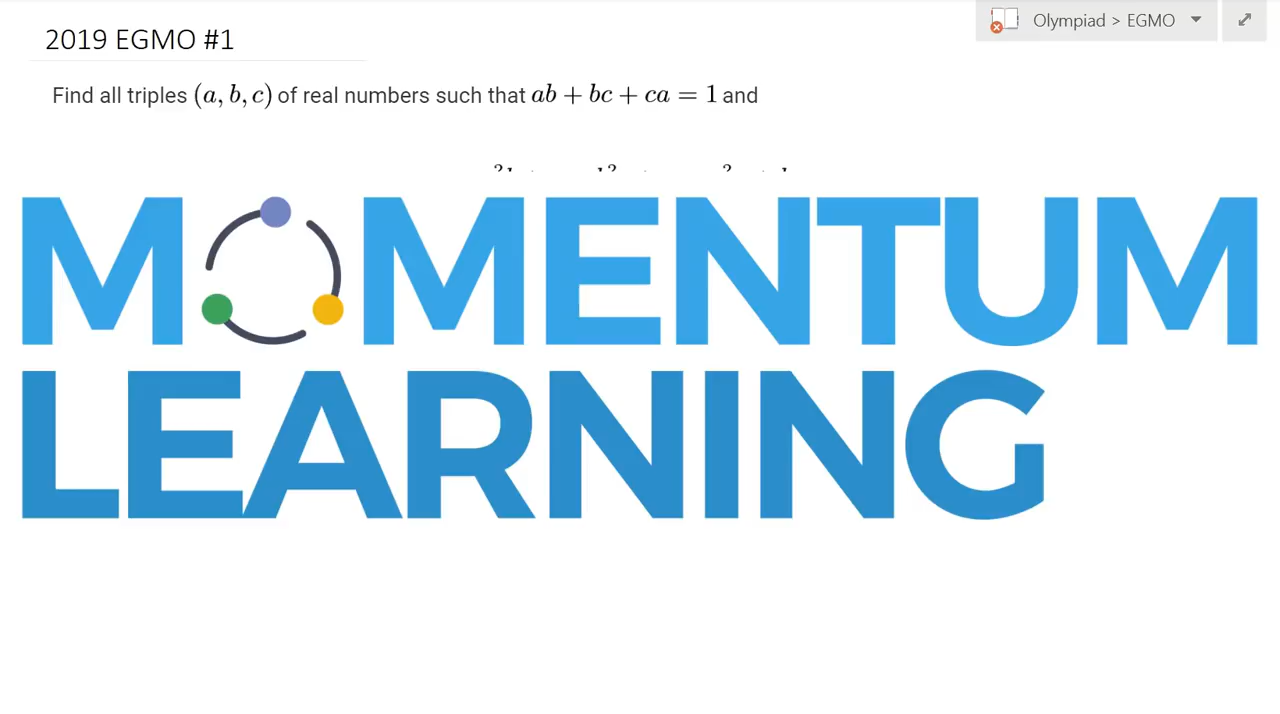 2019 EGMO #1
Olympiad > EGMO
Find all triples (a, b, c) of real numbers such that ab + bc + ca = 1 and
MOMENTUM
LEARNING